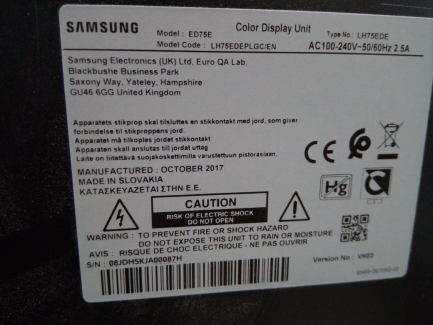 SAMSUNG
Model : ED75E
Model Code : LH75EDEPLGC/EN
Color Display Unit
Type No : LH75EDE
AC100-240V~50/60Hz 2.5A
Samsung Electronics (UK) Ltd, Euro QA Lab.
Blackbushe Business Park
Saxony Way, Yateley, Hampshire
GU46 6GG United Kingdom
Apparatets stikprop skal tilsluttes en stikkontakt med jord, som giver
forbindelse til stikproppens jord.
Apparatet må tilkoples jordet stikkontakt
Apparaten skall anslutas till jordat uttag
Laite on liitettävä suojakoskettimilla varustettuun pistorasiaan.
MANUFACTURED : OCTOBER 2017
MADE IN SLOVAKIA
ΚΑΤΑΣΚΕΥΑΖΕΤΑΙ ΣΤΗΝ Ε.Ε.
CE
Hg
CAUTION
RISK OF ELECTRIC SHOCK
DO NOT OPEN
WARNING : TO PREVENT FIRE OR SHOCK HAZARD
DO NOT EXPOSE THIS UNIT TO RAIN OR MOISTURE
AVIS : RISQUE DE CHOC ELECTRIQUE - NE PAS OUVRIR
S/N : 08JDHSKJA00087H
Version No : VH02